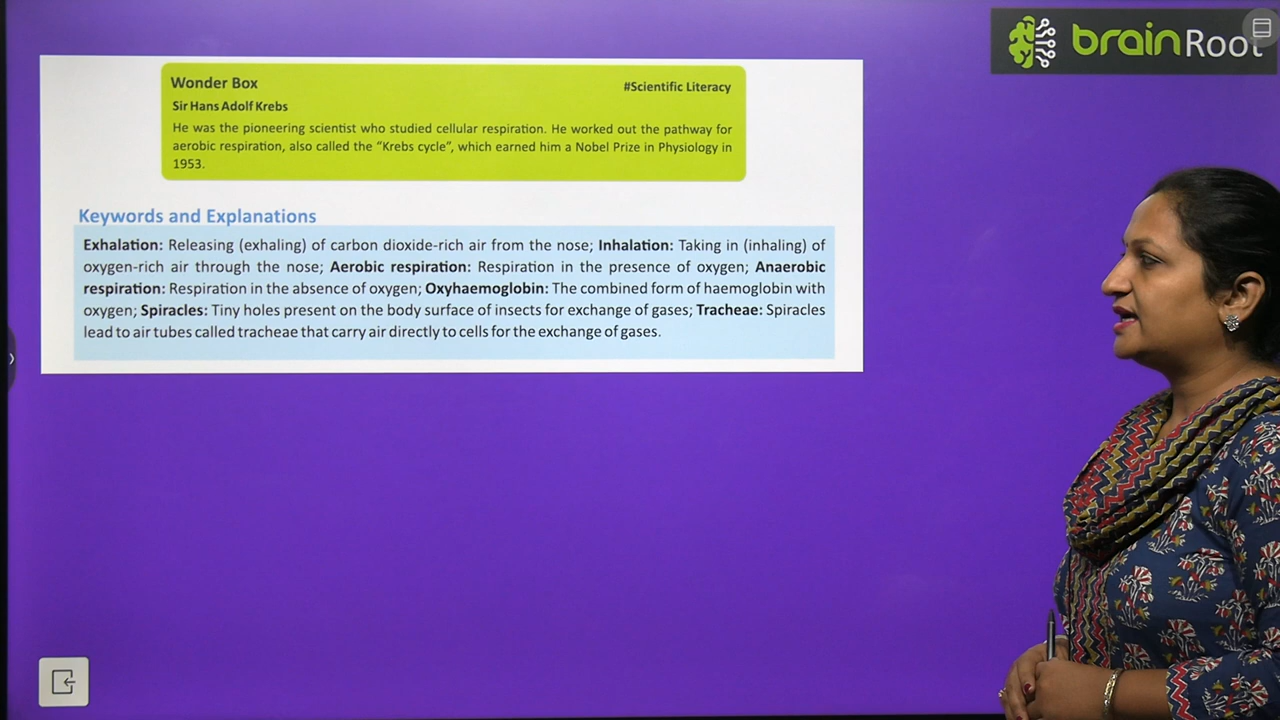 brainRoot
Wonder Box
#Scientific Literacy
Sir Hans Adolf Krebs
He was the pioneering scientist who studied cellular respiration. He worked out the pathway for
aerobic respiration, also called the “Krebs cycle”, which earned him a Nobel Prize in Physiology in
1953.
Keywords and Explanations
Exhalation: Releasing (exhaling) of carbon dioxide-rich air from the nose; Inhalation: Taking in (inhaling) of
oxygen-rich air through the nose; Aerobic respiration: Respiration in the presence of oxygen; Anaerobic
respiration: Respiration in the absence of oxygen; Oxyhaemoglobin: The combined form of haemoglobin with
oxygen; Spiracles: Tiny holes present on the body surface of insects for exchange of gases; Tracheae: Spiracles
lead to air tubes called tracheae that carry air directly to cells for the exchange of gases.